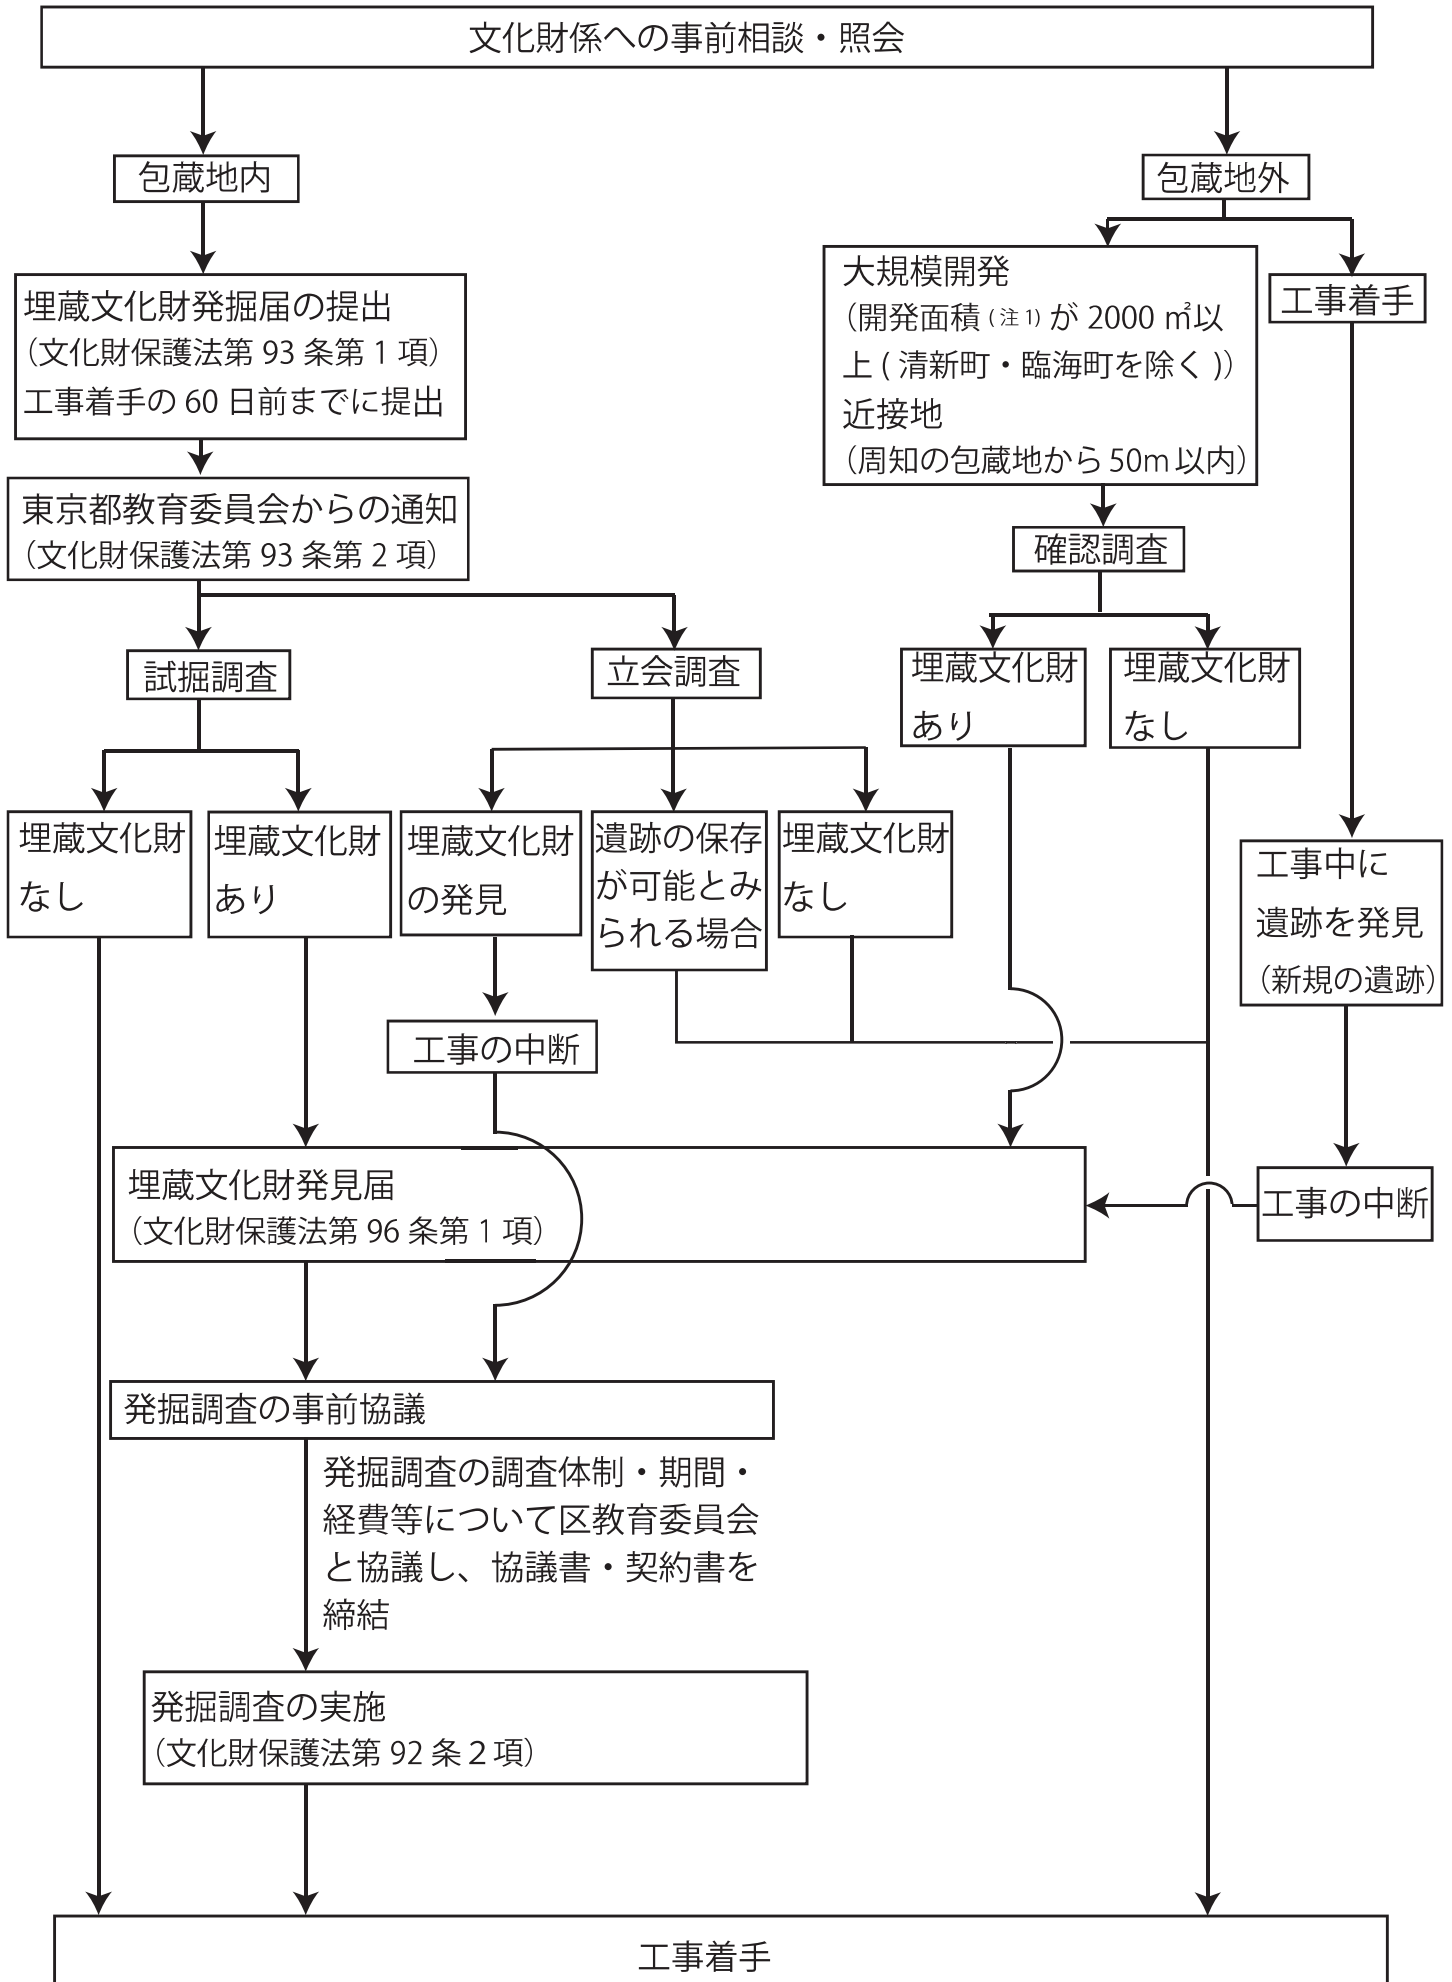 文化財係への事前相談・照会
包蔵地内
包蔵地外
埋蔵文化財発掘届の提出
（文化財保護法第 93 条第 1 項）
工事着手の 60 日前までに提出
大規模開発
（開発面積（注 1）が 2000 ㎡以
上 ( 清新町・臨海町を除く )）
近接地
（周知の包蔵地から 50m 以内）
工事着手
東京都教育委員会からの通知
（文化財保護法第 93 条第 2 項）
確認調査
試掘調査
立会調査
埋蔵文化財
あり
埋蔵文化財
なし
埋蔵文化財
なし
埋蔵文化財
あり
埋蔵文化財
の発見
遺跡の保存
が可能とみ
られる場合
埋蔵文化財
なし
工事中に
遺跡を発見
（新規の遺跡）
工事の中断
埋蔵文化財発見届
（文化財保護法第 96 条第 1 項）
工事の中断
発掘調査の事前協議
発掘調査の調査体制・期間・
経費等について区教育委員会
と協議し、協議書・契約書を
締結
発掘調査の実施
（文化財保護法第 92 条２項）
工事着手